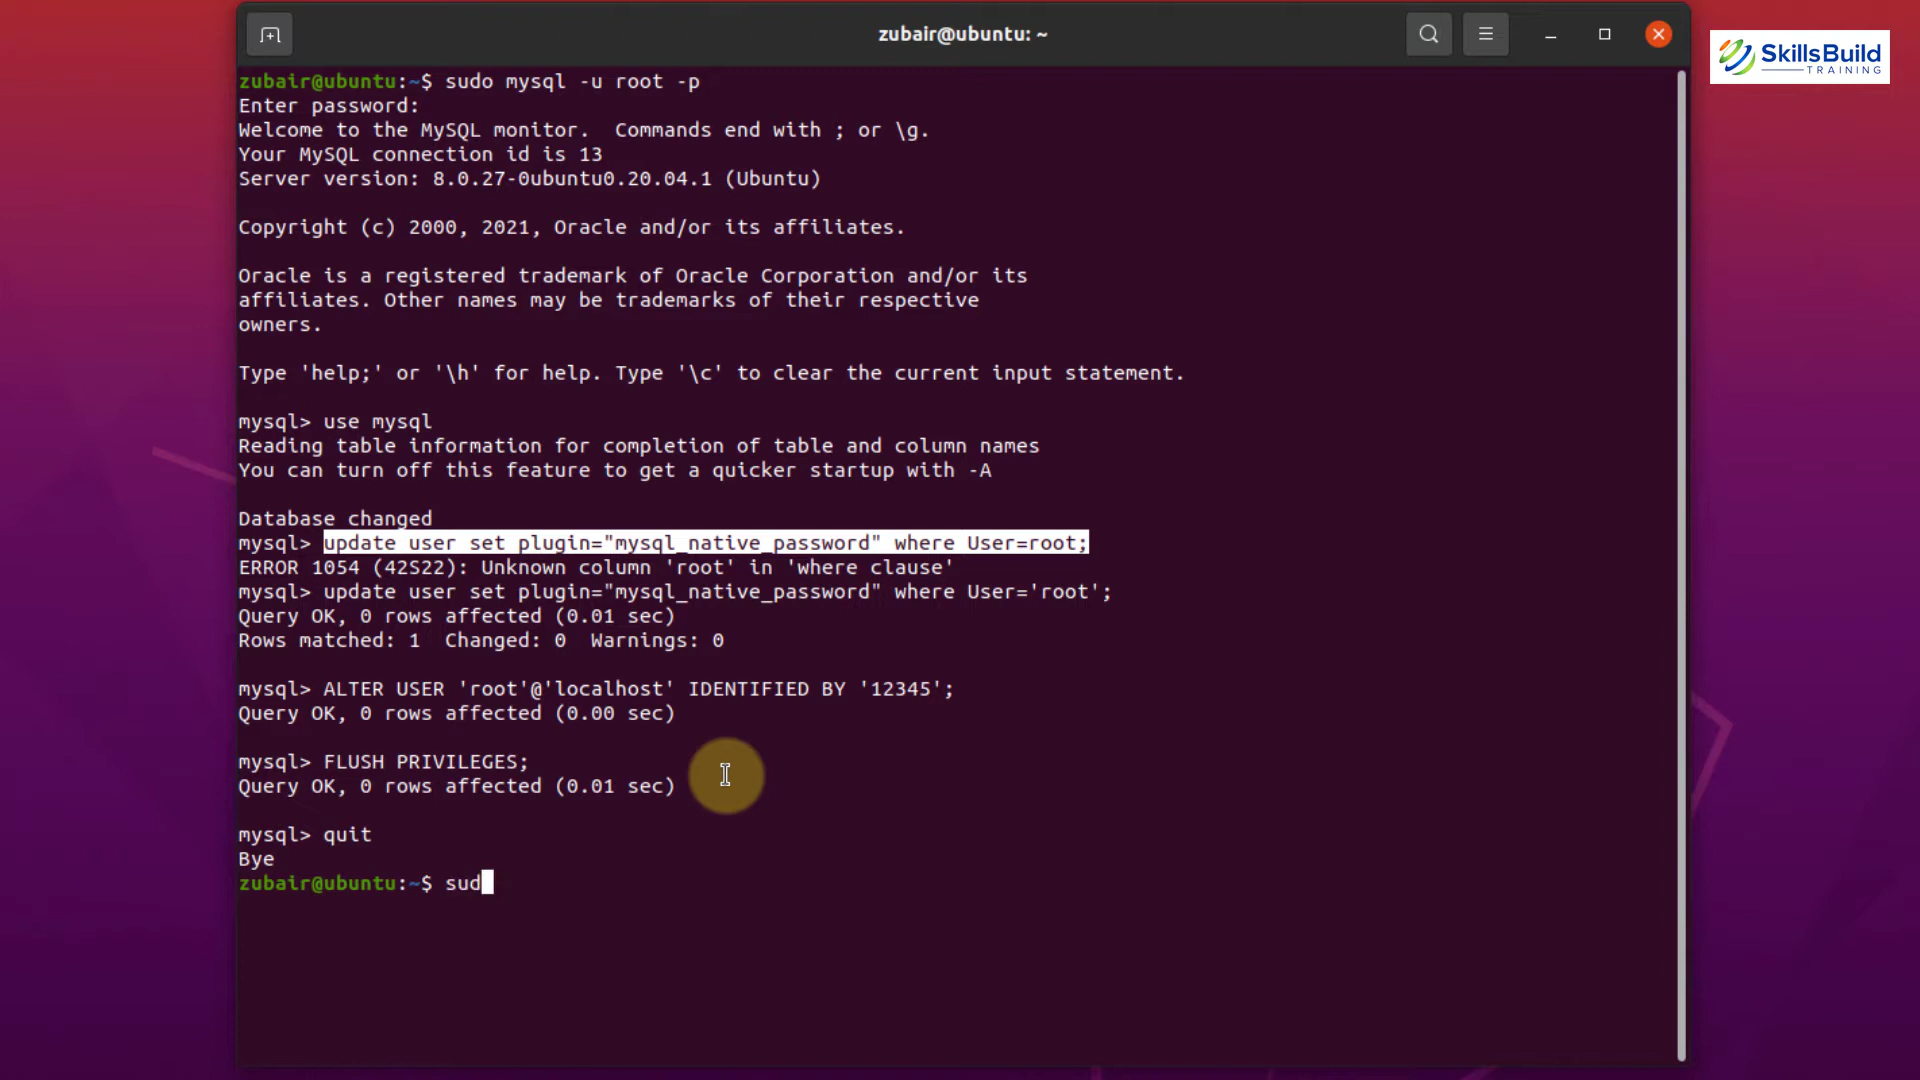 zubair@ubuntu: ~
SkillsBuild
TRAINING
zubair@ubuntu:~$ sudo mysql -u root -p
Enter password:
Welcome to the MySQL monitor.  Commands end with ; or \g.
Your MySQL connection id is 13
Server version: 8.0.27-0ubuntu0.20.04.1 (Ubuntu)
Copyright (c) 2000, 2021, Oracle and/or its affiliates.
Oracle is a registered trademark of Oracle Corporation and/or its
affiliates. Other names may be trademarks of their respective
owners.
Type 'help;' or '\h' for help. Type '\c' to clear the current input statement.
mysql> use mysql
Reading table information for completion of table and column names
You can turn off this feature to get a quicker startup with -A
Database changed
mysql> update user set plugin="mysql_native_password" where User=root;
ERROR 1054 (42S22): Unknown column 'root' in 'where clause'
mysql> update user set plugin="mysql_native_password" where User='root';
Query OK, 0 rows affected (0.01 sec)
Rows matched: 1  Changed: 0  Warnings: 0
mysql> ALTER USER 'root'@'localhost' IDENTIFIED BY '12345';
Query OK, 0 rows affected (0.00 sec)
mysql> FLUSH PRIVILEGES;
Query OK, 0 rows affected (0.01 sec)
mysql> quit
Bye
zubair@ubuntu:~$ sud